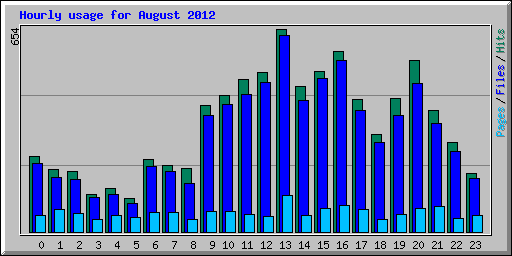 Hourly usage for August 2012
654
Pages / Files / Hits
0 1 2 3 4 5 6 7 8 9 10 11 12 13 14 15 16 17 18 19 20 21 22 23